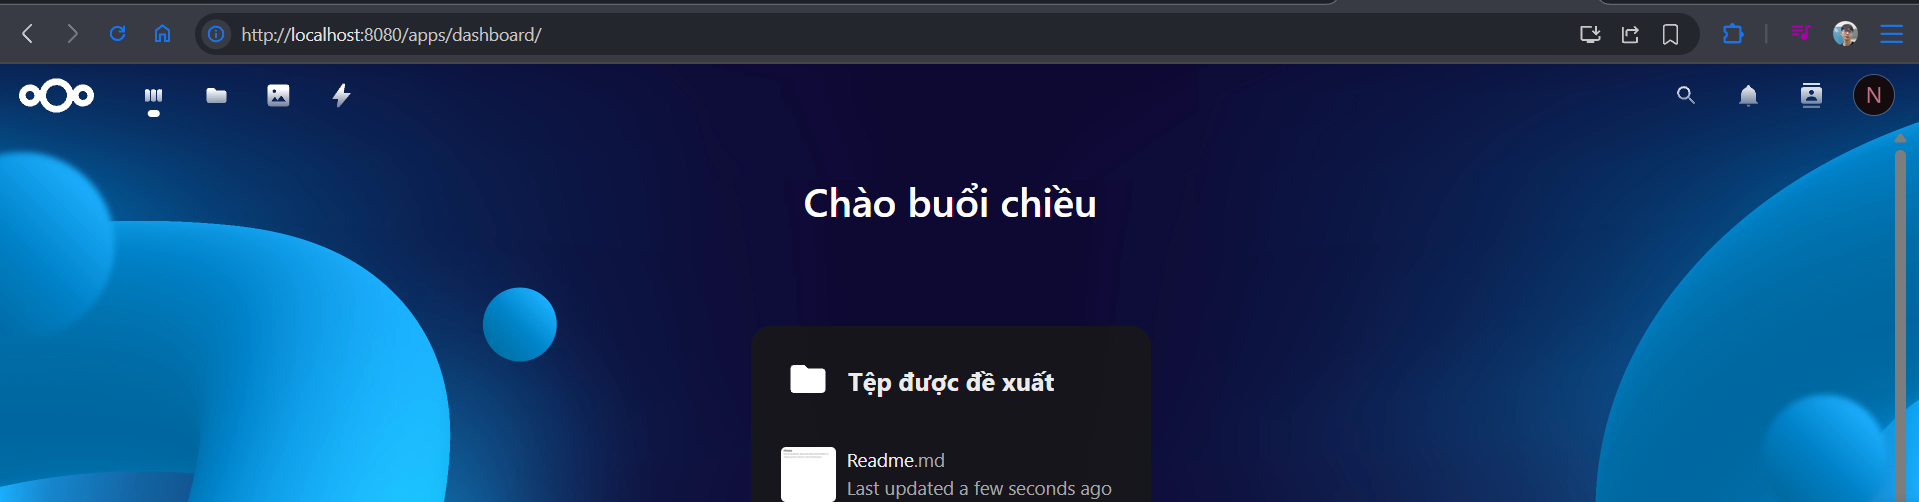 http://localhost:8080/apps/dashboard/
N
Chào buổi chiều
Tệp được đề xuất
Readme.md
Last updated a few seconds ago